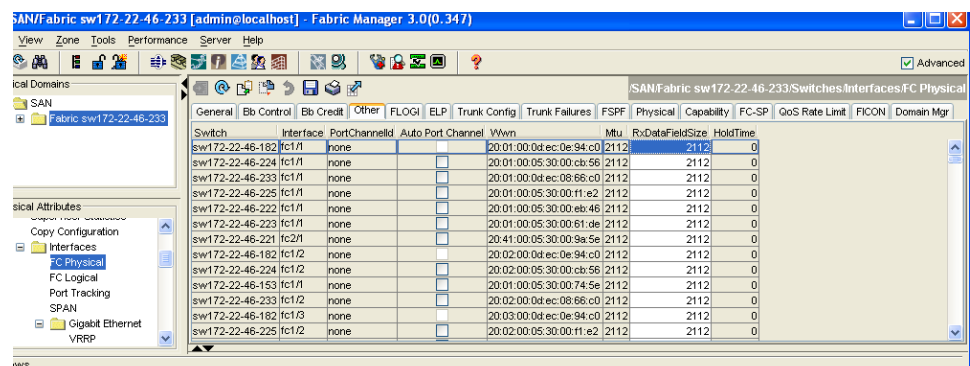 SAN/Fabric sw172-22-46-233 [admin@localhost] - Fabric Manager 3.0(0.347)
View Zone Tools Performance Server Help
Advanced
ical Domains
/SAN/Fabric sw172-22-46-233/Switches/Interfaces/FC Physical
SAN
Fabric sw172-22-46-233
General Bb Control Bb Credit Other FLOGI ELP Trunk Config Trunk Failures FSPF Physical Capability FC-SP QoS Rate Limit FICON Domain Mgr
Switch Interface PortChannelId Auto Port Channel Wwn Mtu RxDataFieldSize HoldTime
sw172-22-46-182 fc1/1 none 20:01:00:0d:ec:0e:94:c0 2112 2112 0
sw172-22-46-224 fc1/1 none 20:01:00:05:30:00:cb:56 2112 2112 0
sw172-22-46-233 fc1/1 none 20:01:00:0d:ec:08:66:c0 2112 2112 0
sw172-22-46-225 fc1/1 none 20:01:00:05:30:00:f1:e2 2112 2112 0
sw172-22-46-222 fc1/1 none 20:01:00:05:30:00:eb:46 2112 2112 0
sw172-22-46-223 fc1/1 none 20:01:00:05:30:00:61:de 2112 2112 0
sw172-22-46-221 fc2/1 none 20:41:00:05:30:00:9a:5e 2112 2112 0
sw172-22-46-182 fc1/2 none 20:02:00:0d:ec:0e:94:c0 2112 2112 0
sw172-22-46-224 fc1/2 none 20:02:00:05:30:00:cb:56 2112 2112 0
sw172-22-46-153 fc1/1 none 20:01:00:05:30:00:74:5e 2112 2112 0
sw172-22-46-233 fc1/2 none 20:02:00:0d:ec:08:66:c0 2112 2112 0
sw172-22-46-182 fc1/3 none 20:03:00:0d:ec:0e:94:c0 2112 2112 0
sw172-22-46-225 fc1/2 none 20:02:00:05:30:00:f1:e2 2112 2112 0
sical Attributes
Copy Configuration
Interfaces
FC Physical
FC Logical
Port Tracking
SPAN
Gigabit Ethernet
VRRP